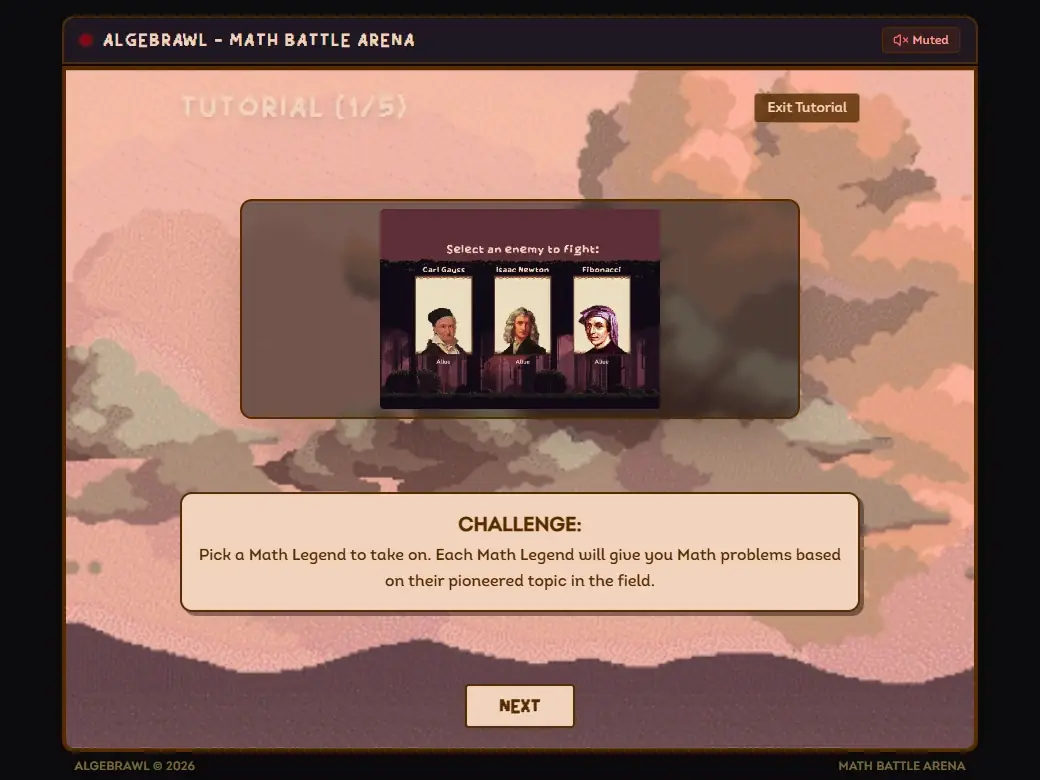 ALGEBRAWL - MATH BATTLE ARENA
Muted
TUTORIAL (1/5)
Exit Tutorial
Select an enemy to fight:
Carl Gauss
Isaac Newton
Fibonacci
Alive
Alive
Alive
CHALLENGE:
Pick a Math Legend to take on. Each Math Legend will give you Math problems based
on their pioneered topic in the field.
NEXT
ALGEBRAWL © 2026
MATH BATTLE ARENA